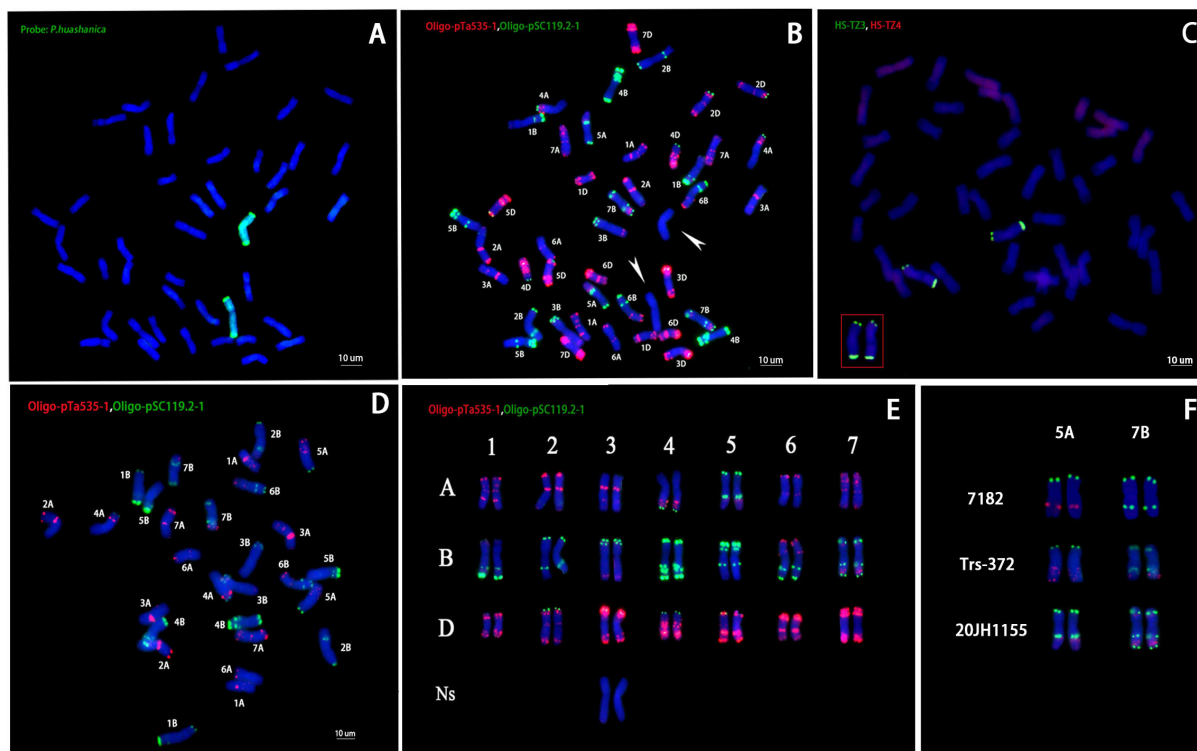 Probe: P.huashanica
A
10 um
Oligo-pTa535-1,Oligo-pSC119.2-1
B
7D
2B
4B
2D
4A
2D
1B
5A
7A
1A
4D
7A
4A
1D
2A
1B
6B
3A
7B
5D
5B
3B
2A
6A
3A
4D
5D
6D
3D
5A
6B
2B
3B
1A
7B
5B
7D
6A
1D
6D
4B
3D
10 um
HS-TZ3, HS-TZ4
C
10 um
Oligo-pTa535-1,Oligo-pSC119.2-1
D
2B
5A
1A
7B
1B
6B
2A
4A
5B
7A
7B
3A
6A
3B
5B
6B
4A
3B
5A
3A
4B
4B
7A
2B
2A
6A
1A
1B
10 um
Oligo-pTa535-1,Oligo-pSC119.2-1
E
1 2 3 4 5 6 7
A
B
D
Ns
F
5A 7B
7182
Trs-372
20JH1155